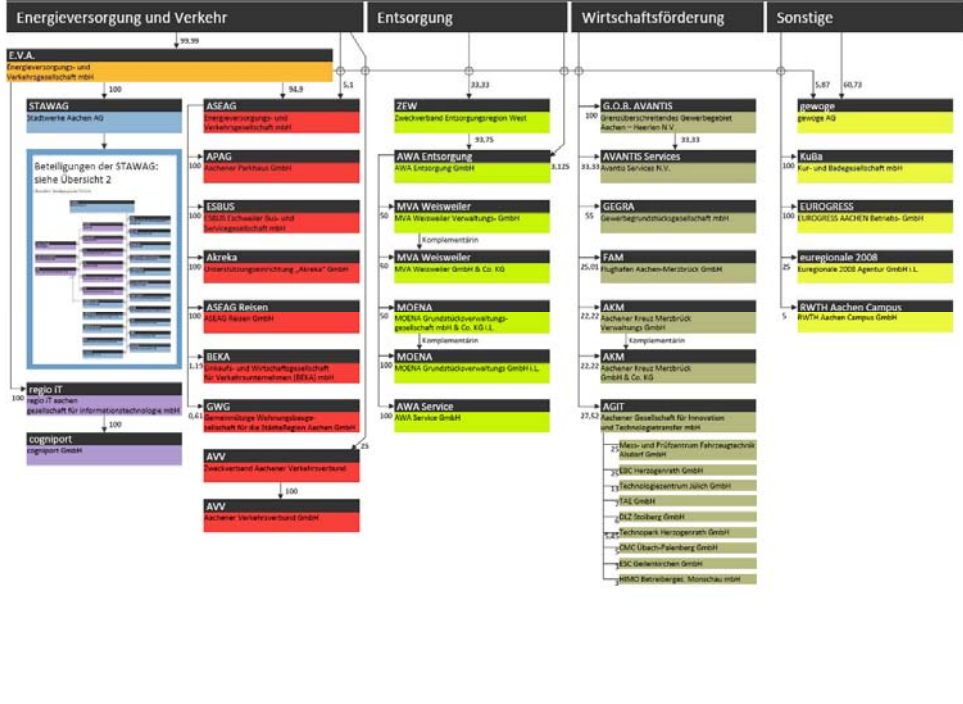 Energieversorgung und Verkehr
Entsorgung
Wirtschaftsförderung
Sonstige
99,99
E.V.A.
Energieversorgungs- und
Verkehrsgesellschaft mbH
100
94,9
5,1
33,33
5,87
60,73
STAWAG
Stadtwerke Aachen AG
Beteiligungen der STAWAG:
siehe Übersicht 2
100
regio iT
regio iT aachen
gesellschaft für informationstechnologie mbH
100
cogniport
cogniport GmbH
ASEAG
Energieversorgungs- und
Verkehrsgesellschaft mbH
100
APAG
Aachener Parkhaus GmbH
100
ESBUS
ESBUS Eschweiler Bus- und
Servicegesellschaft mbH
100
Akreka
Unterstützungseinrichtung „Akreka" GmbH
100
ASEAG Reisen
ASEAG Reisen GmbH
BEKA
Einkaufs- und Wirtschaftsgesellschaft
für Verkehrsunternehmen (BEKA) mbH
GWG
Gemeinnützige Wohnungsbauge-
sellschaft für die StädteRegion Aachen GmbH
0,61
25
AVV
Zweckverband Aachener Verkehrsverbund
100
AVV
Aachener Verkehrsverbund GmbH
ZEW
Zweckverband Entsorgungsregion West
93,75
3,125
AWA Entsorgung
AWA Entsorgung GmbH
50
MVA Weisweiler
MVA Weisweiler Verwaltungs- GmbH
Komplementärin
50
MVA Weisweiler
MVA Weisweiler GmbH & Co. KG
50
MOENA
MOENA Grundstücksverwaltungs-
gesellschaft mbH & Co. KG i.L.
Komplementärin
100
MOENA
MOENA Grundstücksverwaltungs GmbH i.L.
100
AWA Service
AWA Service GmbH
100
G.O.B. AVANTIS
Grenzüberschreitendes Gewerbegebiet
Aachen – Heerlen N.V.
33,33
33,33
AVANTIS Services
Avantis Services N.V.
55
GEGRA
Gewerbegrundstücksgesellschaft mbH
25,01
FAM
Flughafen Aachen-Merzbrück GmbH
22,22
AKM
Aachener Kreuz Merzbrück
Verwaltungs GmbH
Komplementärin
22,22
AKM
Aachener Kreuz Merzbrück
GmbH & Co. KG
27,52
AGIT
Aachener Gesellschaft für Innovation
und Technologietransfer mbH
25
Mess- und Prüfzentrum Fahrzeugtechnik
Alsdorf GmbH
EBC Herzogenrath GmbH
Technologiezentrum Jülich GmbH
TAE GmbH
DLZ Stolberg GmbH
Technopark Herzogenrath GmbH
CMC Übach-Palenberg GmbH
ESC Geilenkirchen GmbH
HIMO Betreiberges. Monschau mbH
gewoge
gewoge AG
100
KuBa
Kur- und Badegesellschaft mbH
100
EUROGRESS
EUROGRESS AACHEN Betriebs- GmbH
25
euregionale 2008
Euregionale 2008 Agentur GmbH i.L.
5
RWTH Aachen Campus
RWTH Aachen Campus GmbH